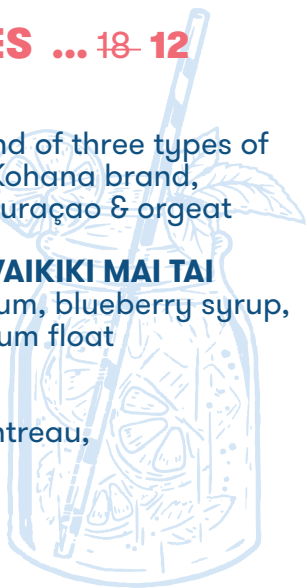 ES ... 18 12
nd of three types of
Kohana brand,
uraçao & orgeat
VAIKIKI MAI TAI
um, blueberry syrup,
um float
ntreau,